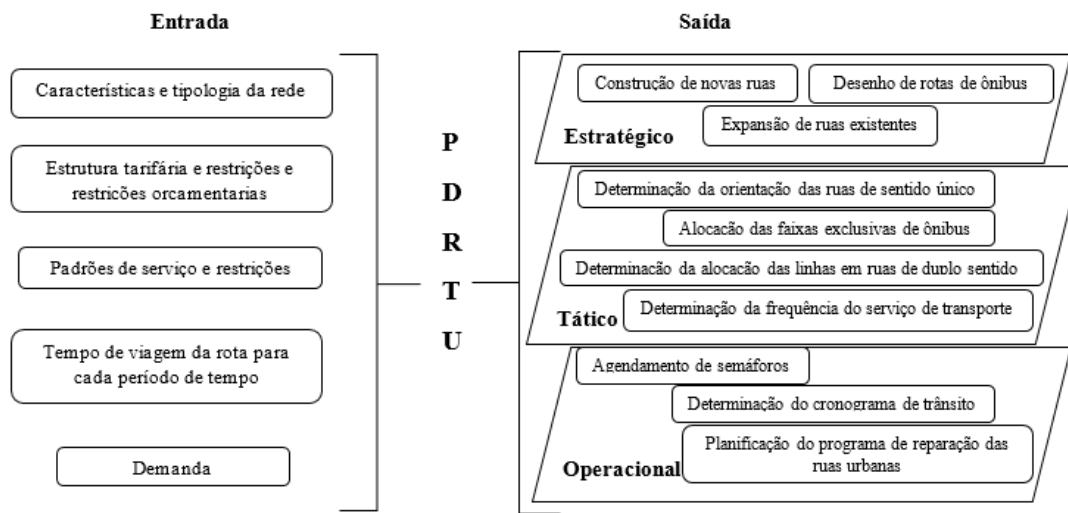 Entrada
Características e tipologia da rede
Estrutura tarifária e restrições e
restricões orcamentarias
Padrões de serviço e restrições
Tempo de viagem da rota para
cada período de tempo
Demanda
P
D
R
T
U
Saída
Construção de novas ruas
Desenho de rotas de ônibus
Expansão de ruas existentes
Estratégico
Determinação da orientação das ruas de sentido único
Alocacão das faixas exclusivas de ônibus
Determinacão da alocacão das linhas em ruas de duplo sentido
Determinação da frequência do serviço de transporte
Tático
Agendamento de semáforos
Determinação do cronograma de trânsito
Planificação do programa de reparação das
ruas urbanas
Operacional